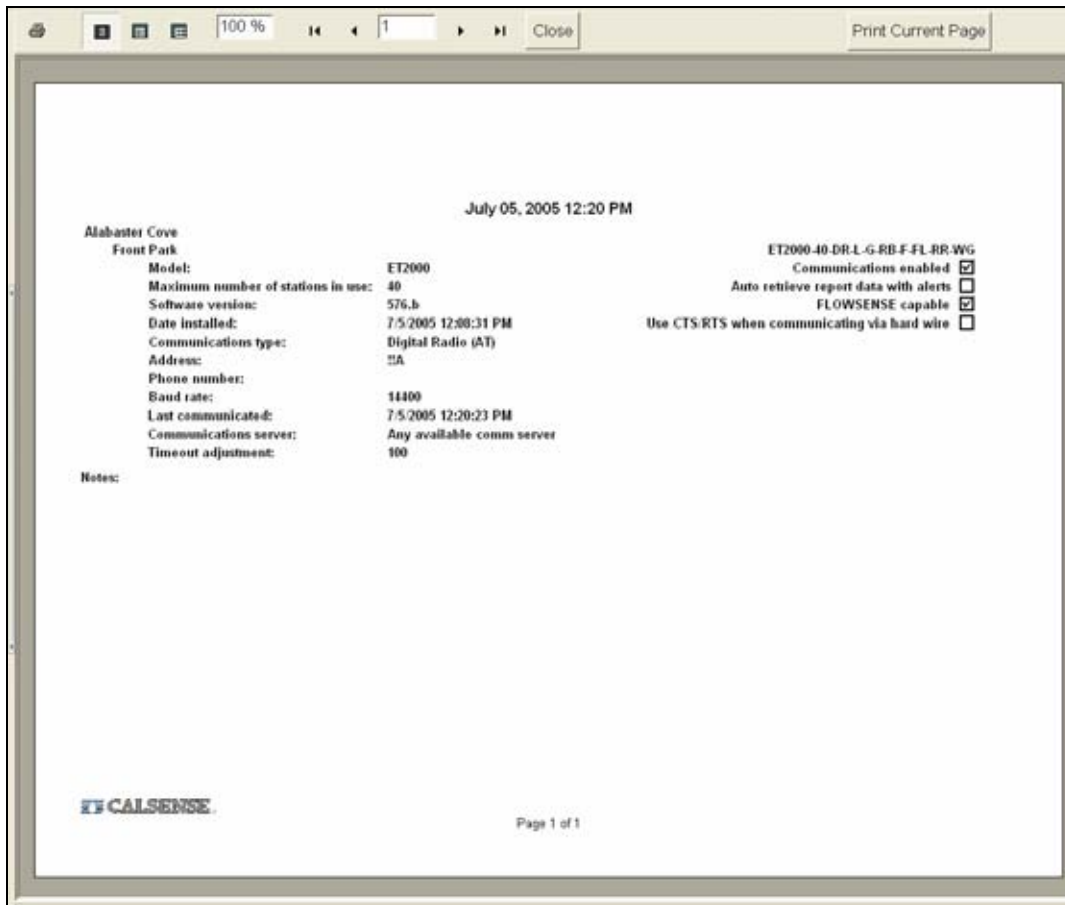 100 % 1 Close Print Current Page
July 05, 2005 12:20 PM
Alabaster Cove
Front Park ET2000-40-DR-L-G-RB-F-FL-RR-WG
Model: ET2000 Communications enabled
Maximum number of stations in use: 40 Auto retrieve report data with alerts
Software version: 576.b FLOWSENSE capable
Date installed: 7/5/2005 12:08:31 PM Use CTS/RTS when communicating via hard wire
Communications type: Digital Radio (AT)
Address: !!A
Phone number:
Baud rate: 14400
Last communicated: 7/5/2005 12:20:23 PM
Communications server: Any available comm server
Timeout adjustment: 100
Notes:
CALSENSE
Page 1 of 1